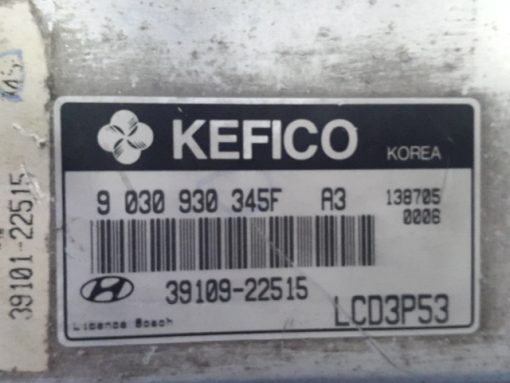 KEFICO
KOREA
9 030 930 345F A3 138705
0006
39109-22515
LCD3P53
Licence Bosch
39101-22515